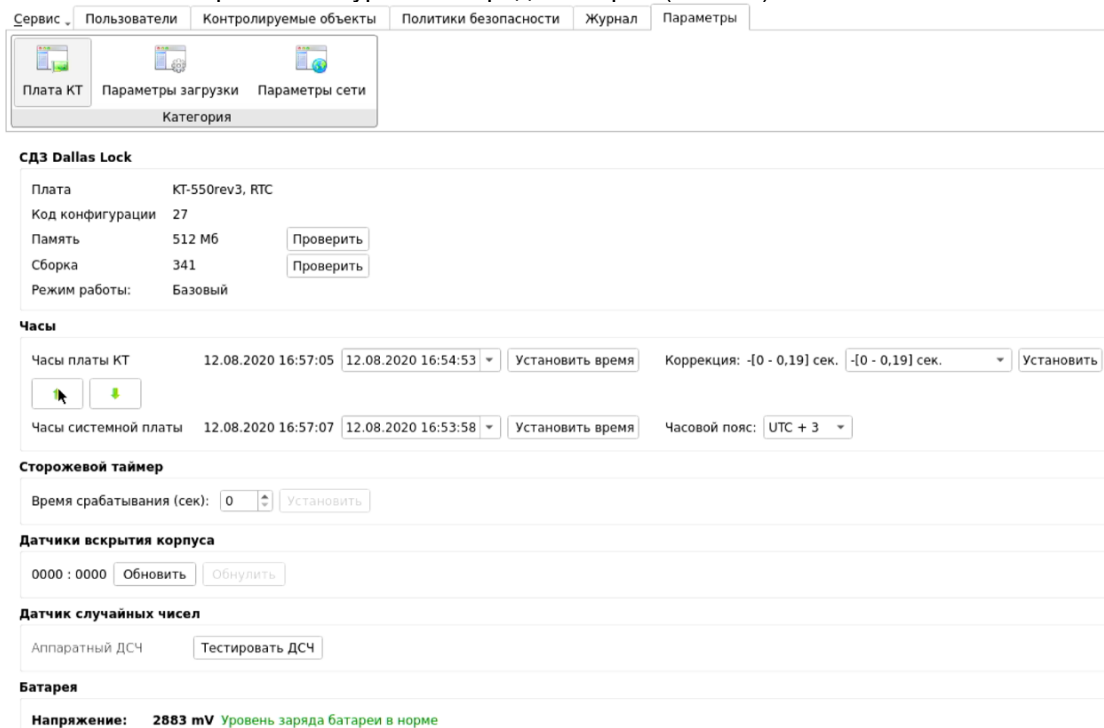 Сервис Пользователи Контролируемые объекты Политики безопасности Журнал Параметры
Плата КТ Параметры загрузки Параметры сети
Категория
СДЗ Dallas Lock
Плата KT-550rev3, RTC
Код конфигурации 27
Память 512 Мб Проверить
Сборка 341 Проверить
Режим работы: Базовый
Часы
Часы платы КТ 12.08.2020 16:57:05 12.08.2020 16:54:53 Установить время Коррекция: -[0 - 0,19] сек. -[0 - 0,19] сек. Установить
Часы системной платы 12.08.2020 16:57:07 12.08.2020 16:53:58 Установить время Часовой пояс: UTC + 3
Сторожевой таймер
Время срабатывания (сек): 0 Установить
Датчики вскрытия корпуса
0000 : 0000 Обновить Обнулить
Датчик случайных чисел
Аппаратный ДСЧ Тестировать ДСЧ
Батарея
Напряжение: 2883 mV Уровень заряда батареи в норме